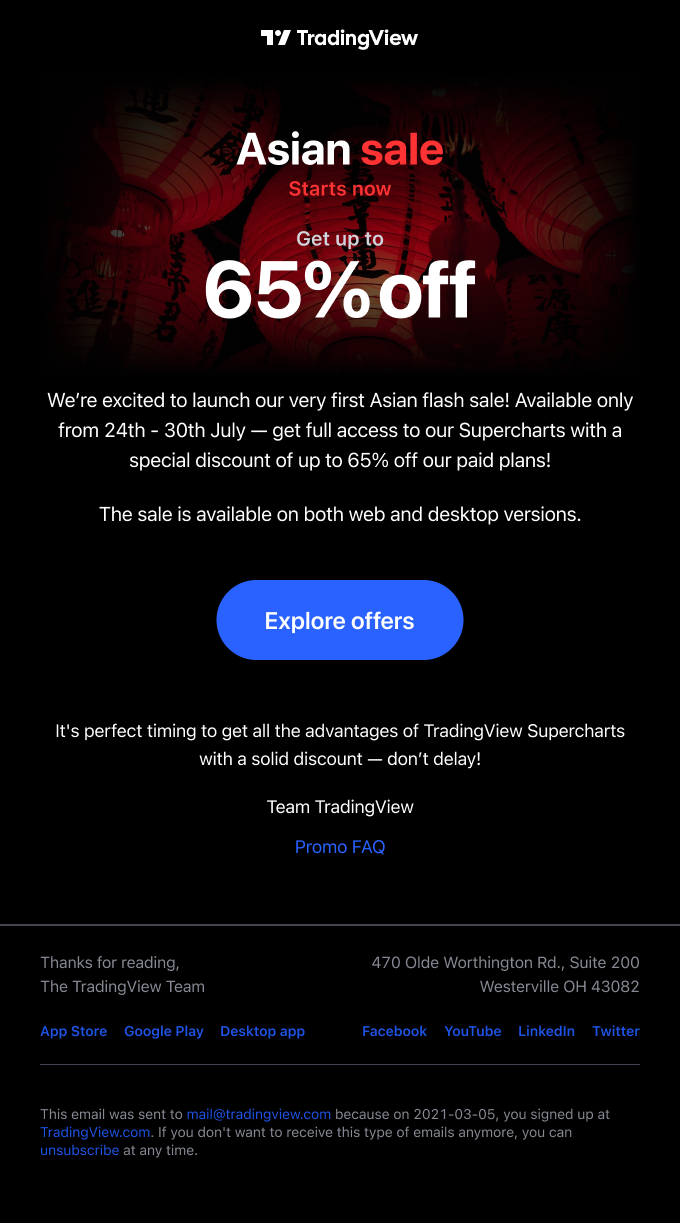 TradingView
Asian sale
Starts now
Get up to
65% off
We’re excited to launch our very first Asian flash sale! Available only
from 24th - 30th July — get full access to our Supercharts with a
special discount of up to 65% off our paid plans!
The sale is available on both web and desktop versions.
Explore offers
It's perfect timing to get all the advantages of TradingView Supercharts
with a solid discount — don’t delay!
Team TradingView
Promo FAQ
Thanks for reading,
The TradingView Team
470 Olde Worthington Rd., Suite 200
Westerville OH 43082
App Store Google Play Desktop app Facebook YouTube LinkedIn Twitter
This email was sent to mail@tradingview.com because on 2021-03-05, you signed up at
TradingView.com. If you don't want to receive this type of emails anymore, you can
unsubscribe at any time.